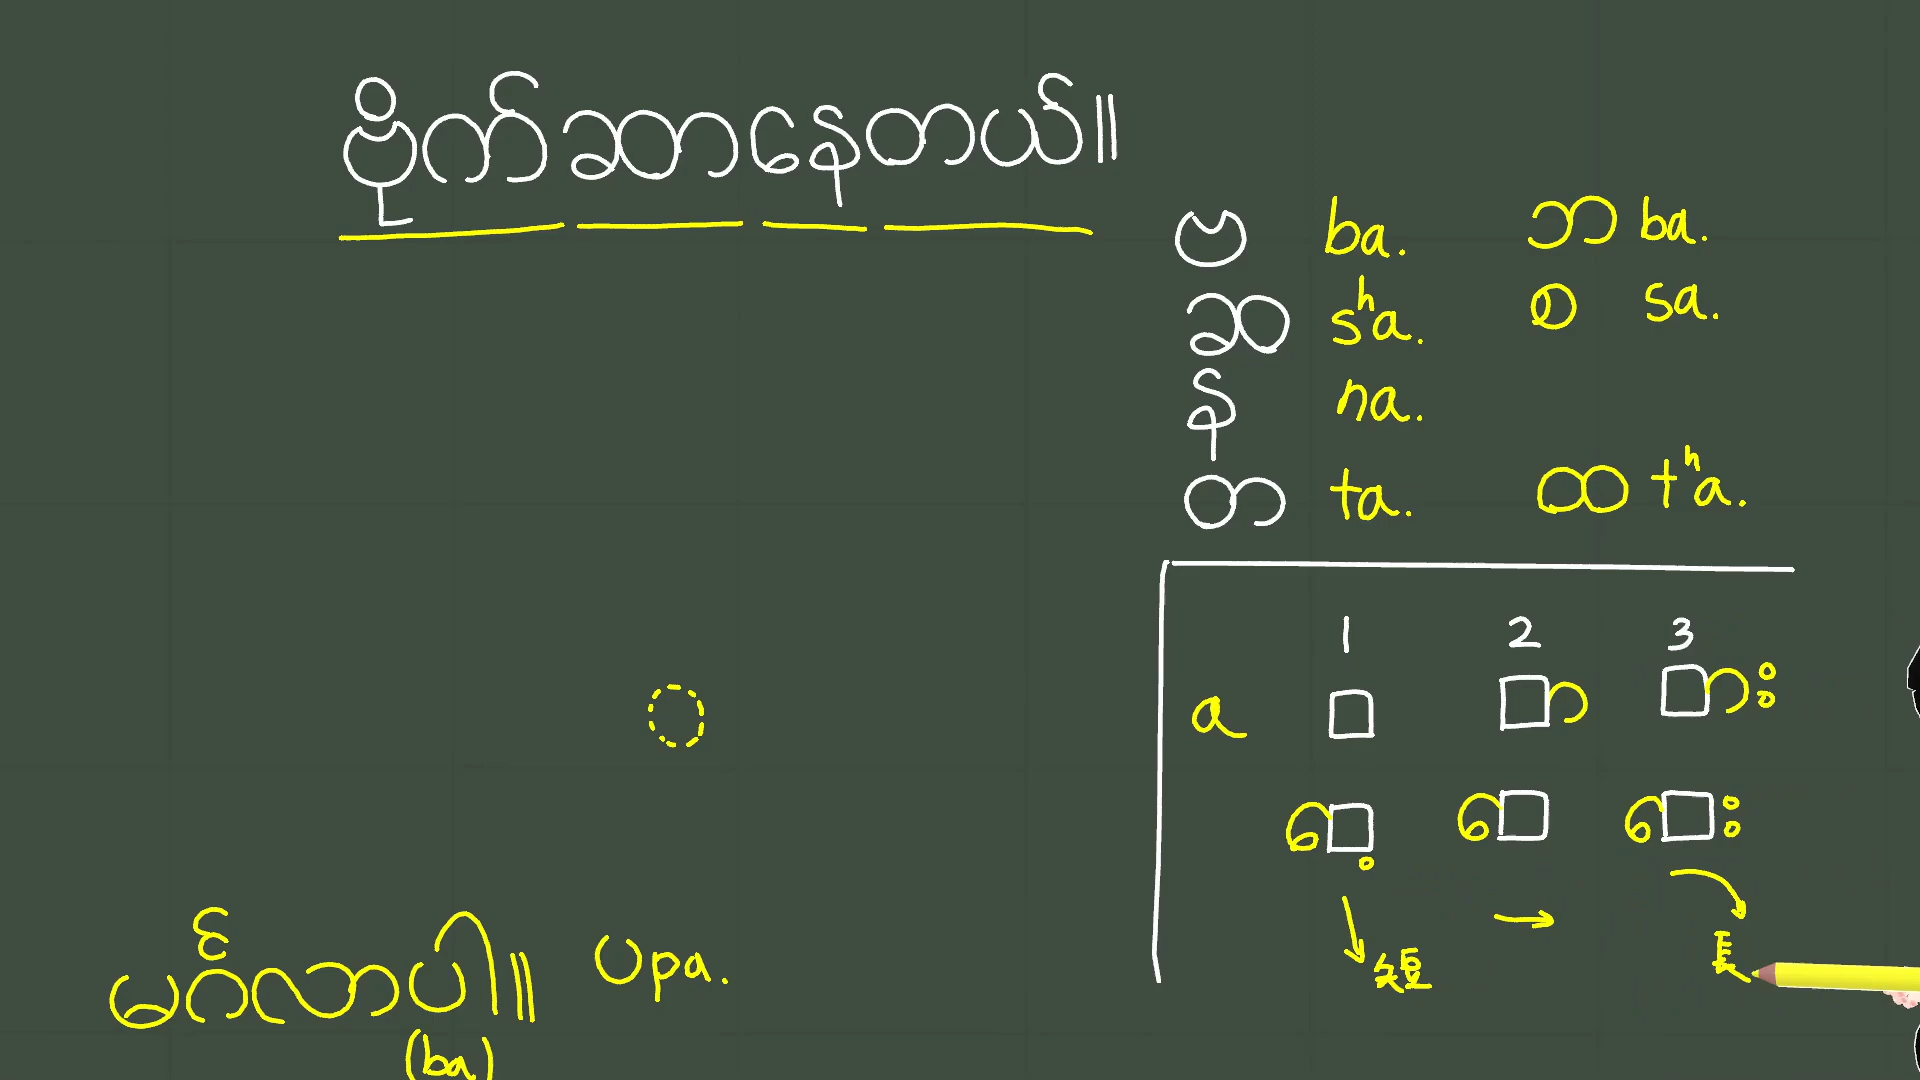 ဗိုက်ဆာနေတယ်။
ဗ ba. ဘ ba.
ဆ sʰa. စ sa.
န na.
တ ta. ထ tʰa.
1 2 3
a □ □ာ □ား
ေ□့ ေ□ ေ□း
短 長
မင်္ဂလာပါ။ ပ pa.
(ba)